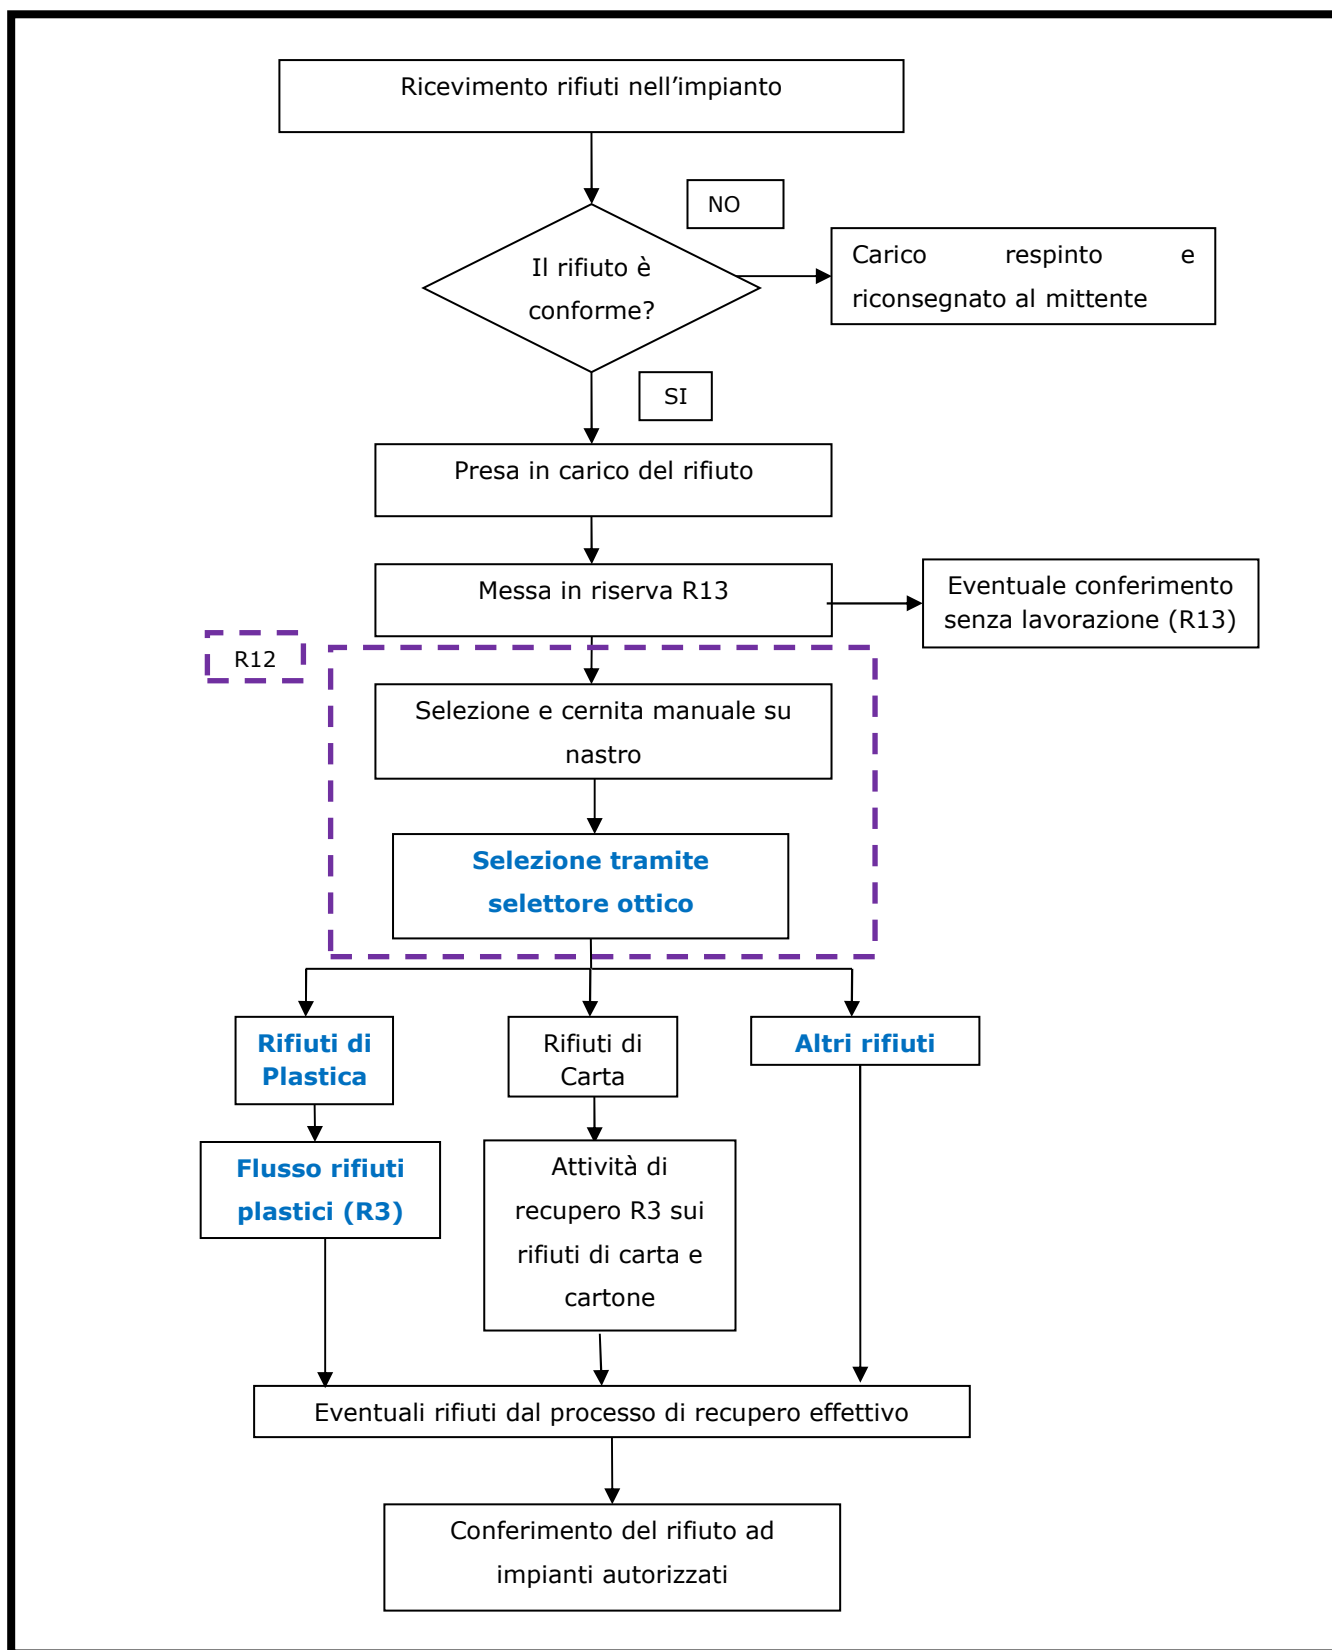 Ricevimento rifiuti nell’impianto
NO
Il rifiuto è
conforme?
Carico respinto e
riconsegnato al mittente
SI
Presa in carico del rifiuto
Messa in riserva R13
Eventuale conferimento
senza lavorazione (R13)
R12
Selezione e cernita manuale su
nastro
Selezione tramite
selettore ottico
Rifiuti di
Plastica
Rifiuti di
Carta
Altri rifiuti
Flusso rifiuti
plastici (R3)
Attività di
recupero R3 sui
rifiuti di carta e
cartone
Eventuali rifiuti dal processo di recupero effettivo
Conferimento del rifiuto ad
impianti autorizzati